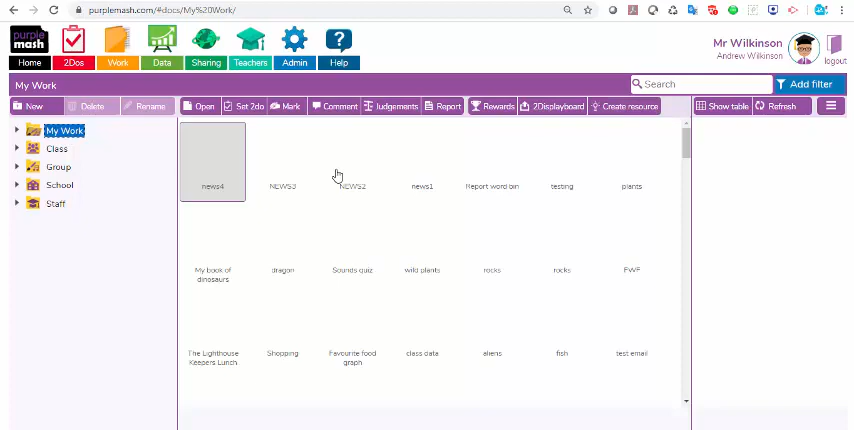 purplemash.com/#docs/My%20Work/
purple
mash
Home
2Dos
Work
Data
Sharing
Teachers
Admin
Help
Mr Wilkinson
Andrew Wilkinson
logout
My Work
Search
Add filter
New
Delete
Rename
Open
Set 2do
Mark
Comment
Judgements
Report
Rewards
2Displayboard
Create resource
Show table
Refresh
My Work
Class
Group
School
Staff
news4
NEWS3
NEWS2
news1
Report word bin
testing
plants
My book of
dinosaurs
dragon
Sounds quiz
wild plants
rocks
rocks
FWF
The Lighthouse
Keepers Lunch
Shopping
Favourite food
graph
class data
aliens
fish
test email